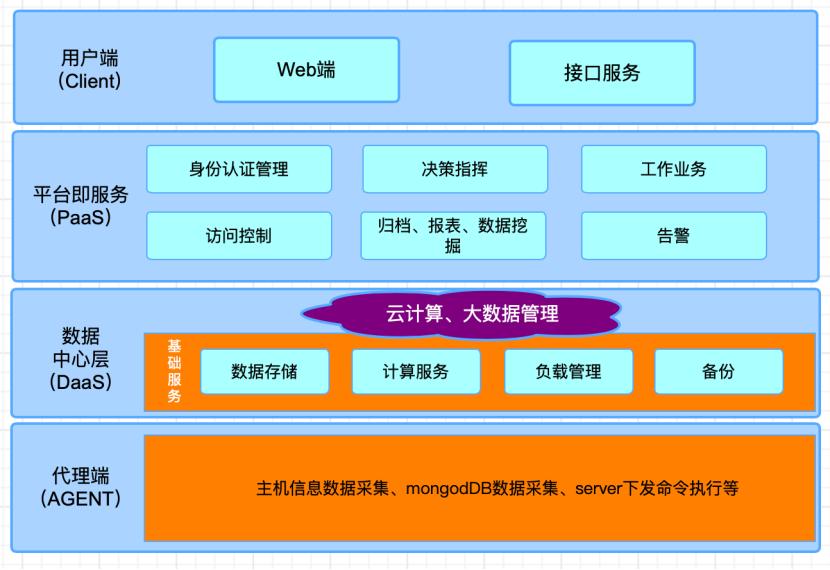 用户端
（Client）
Web端
接口服务
平台即服务
（PaaS）
身份认证管理
决策指挥
工作业务
访问控制
归档、报表、数据挖
掘
告警
数据
中心层
（DaaS）
云计算、大数据管理
基
础
服
务
数据存储
计算服务
负载管理
备份
代理端
（AGENT）
主机信息数据采集、mongodDB数据采集、server下发命令执行等